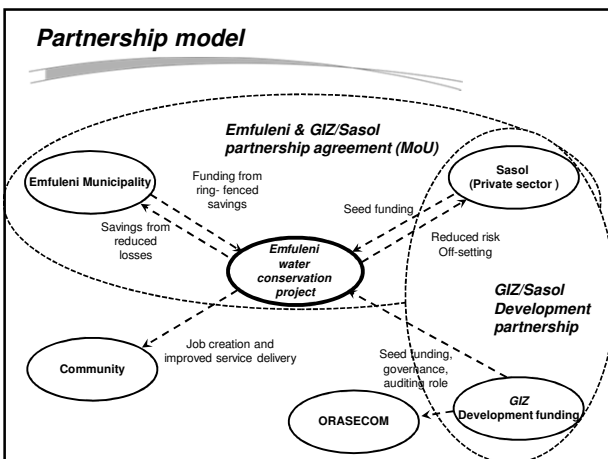 Partnership model
Emfuleni & GIZ/Sasol
partnership agreement (MoU)
Emfuleni Municipality
Funding from
ring- fenced
savings
Sasol
(Private sector )
Seed funding
Savings from
reduced
losses
Reduced risk
Off-setting
Emfuleni
water
conservation
project
GIZ/Sasol
Development
partnership
Job creation and
improved service delivery
Community
Seed funding,
governance,
auditing role
ORASECOM
GIZ
Development funding